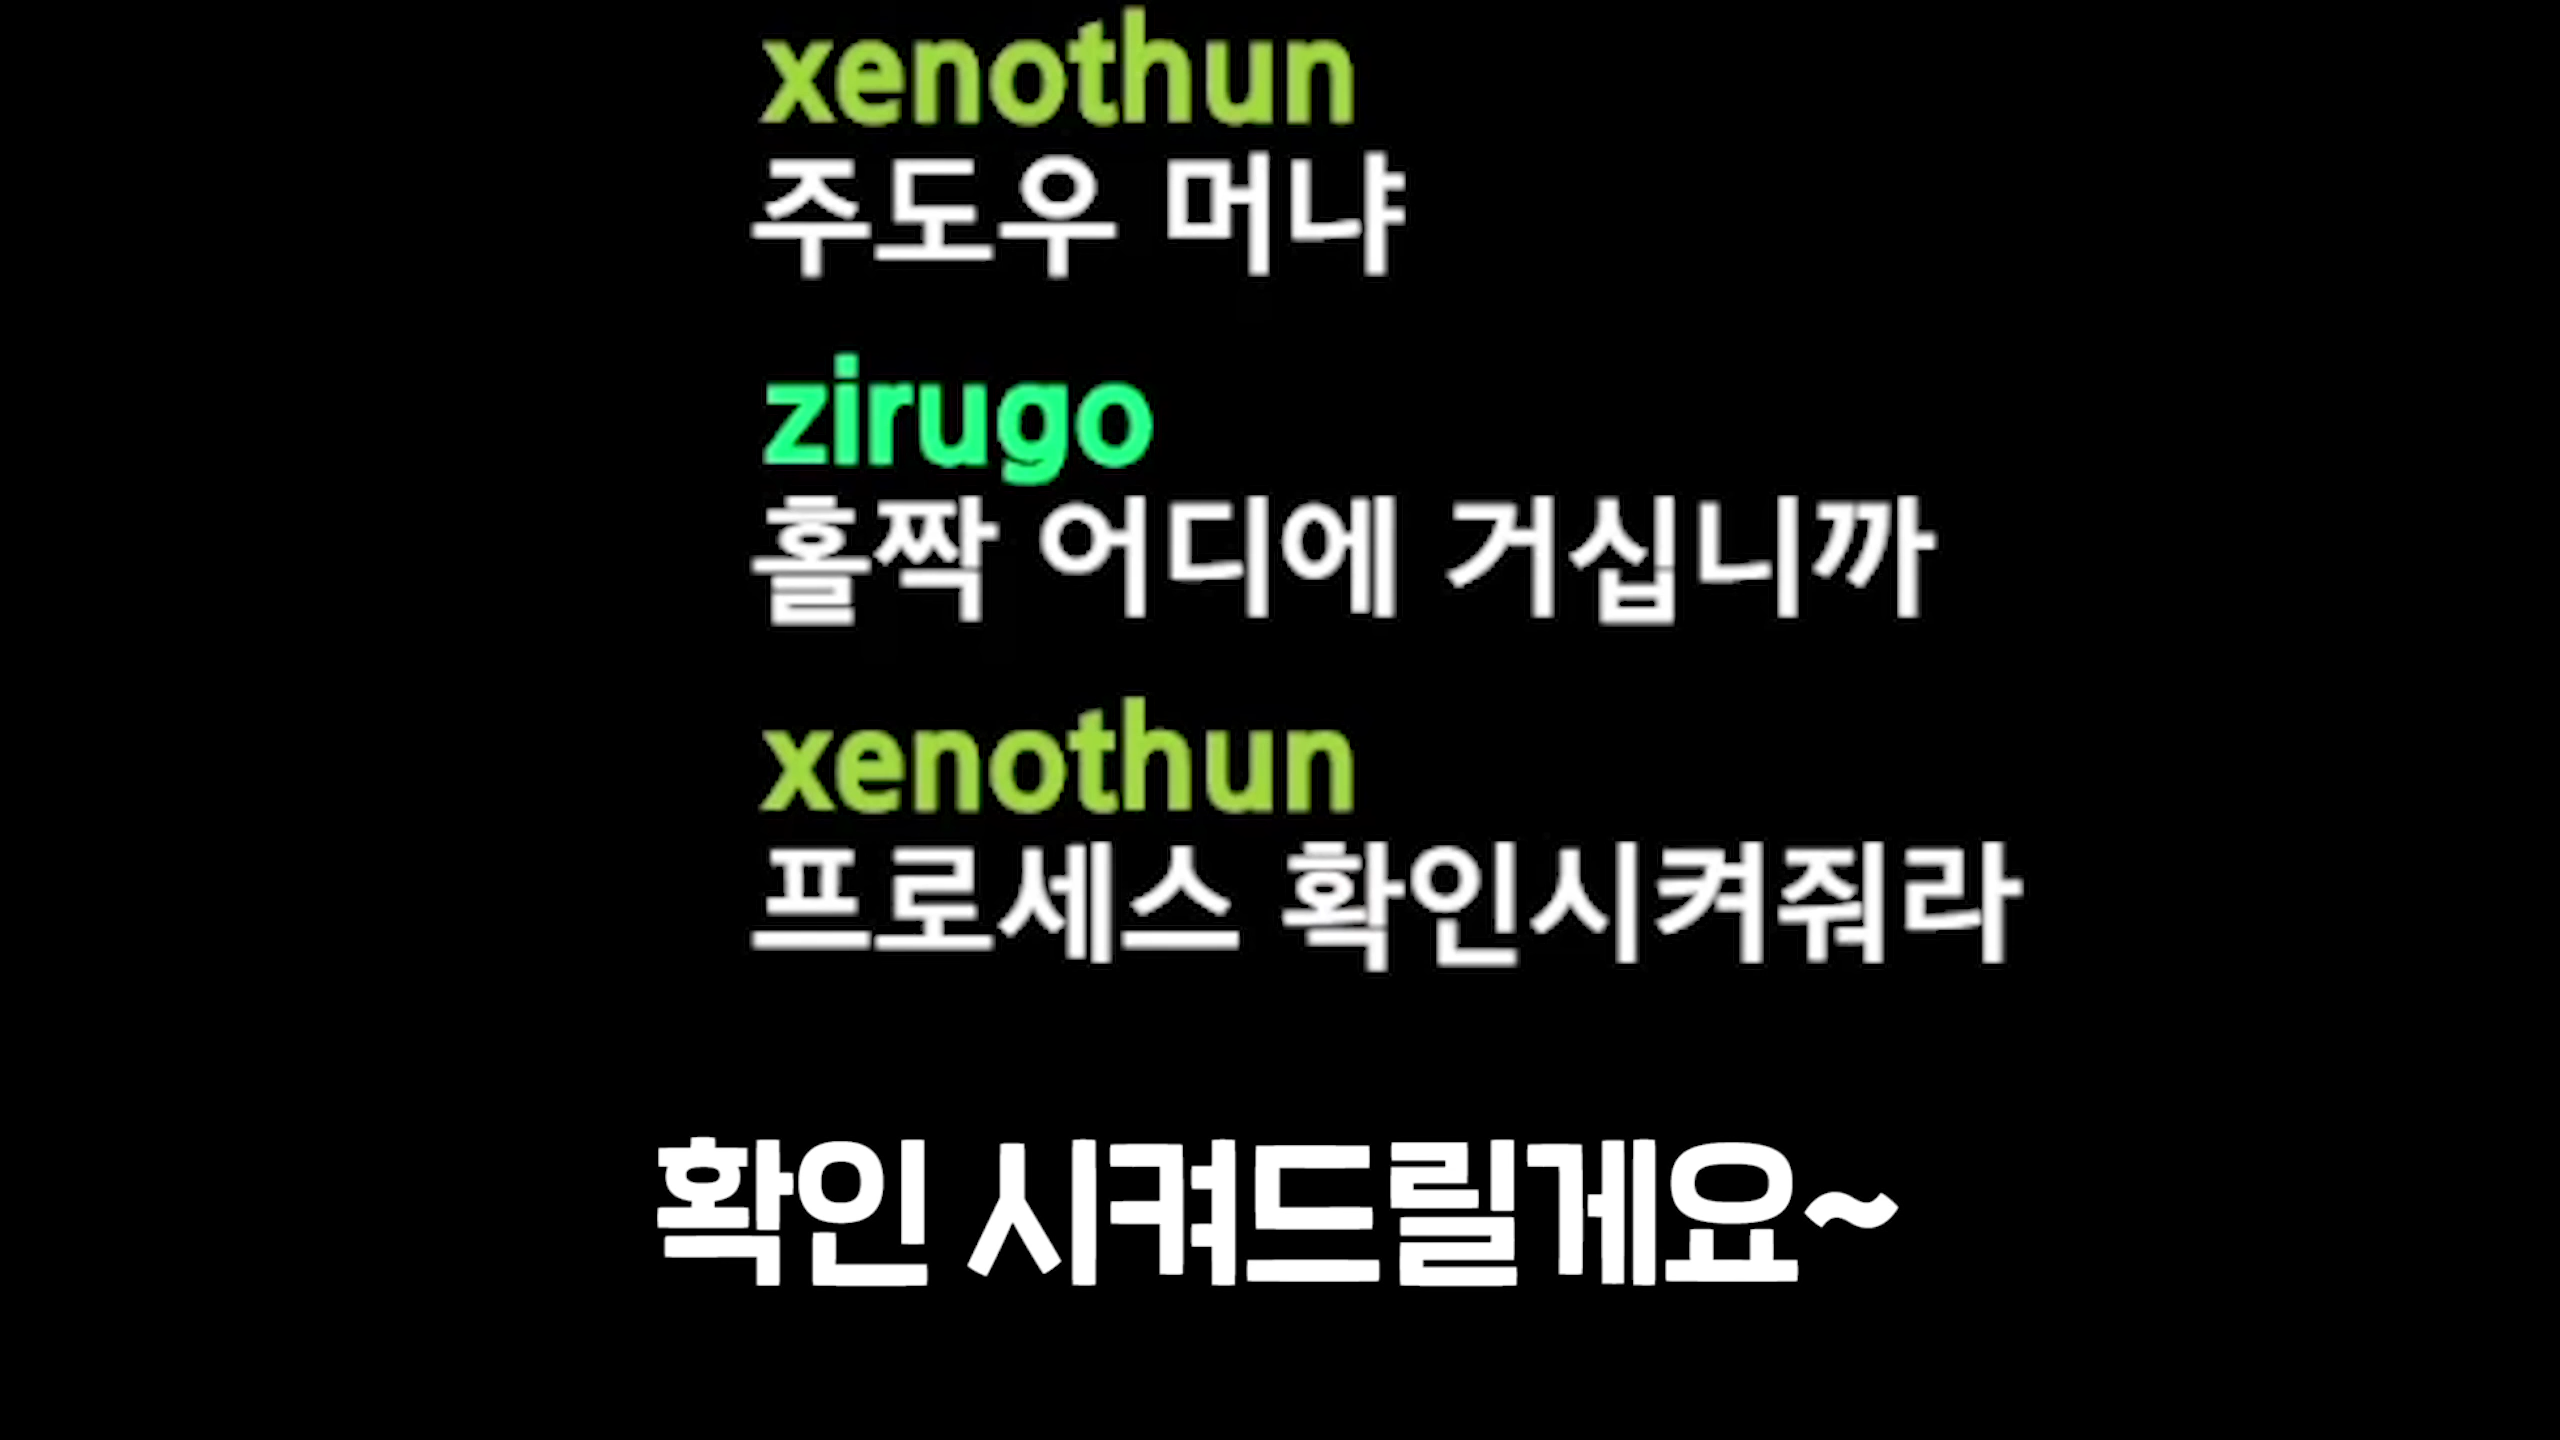 xenothun
주도우 머냐
zirugo
홀짝 어디에 거십니까
xenothun
프로세스 확인시켜줘라
확인 시켜드릴게요~